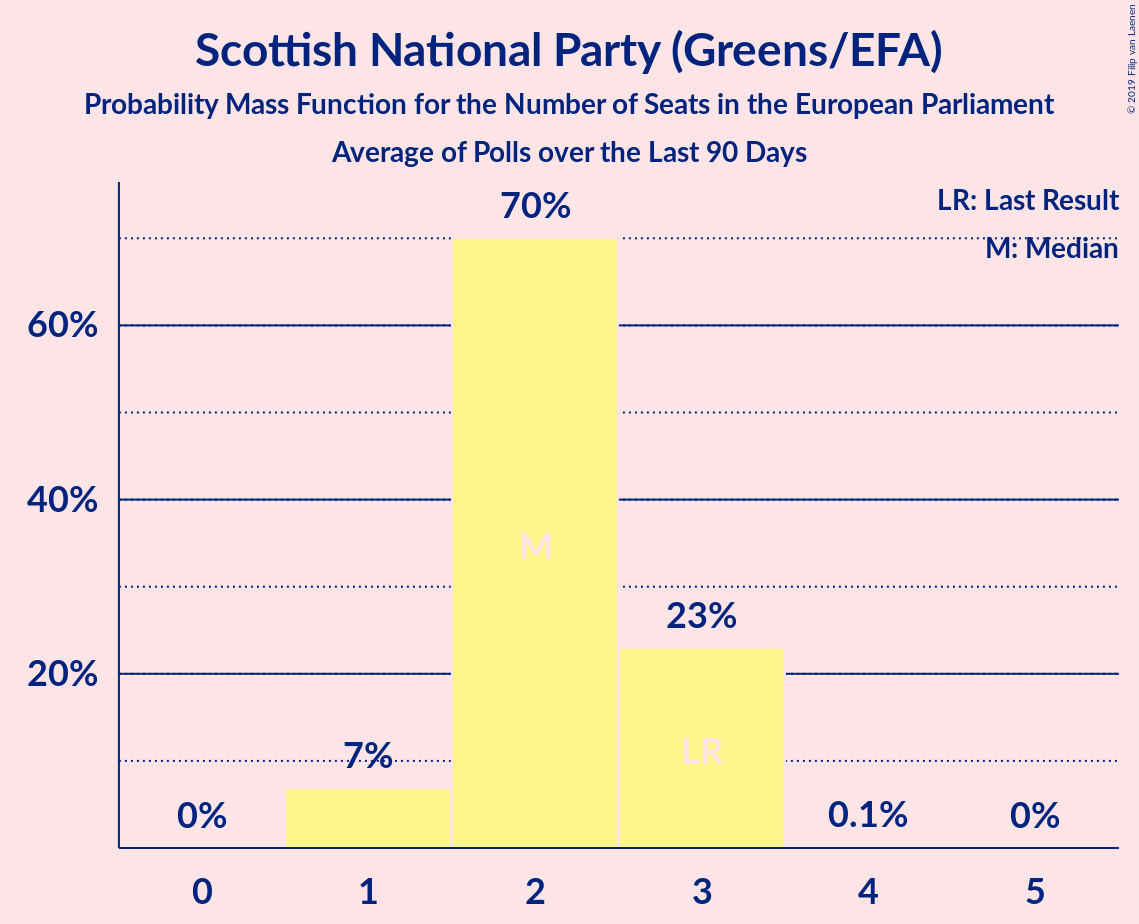 Scottish National Party (Greens/EFA)
Probability Mass Function for the Number of Seats in the European Parliament
Average of Polls over the Last 90 Days
© 2019 Filip van Laenen
LR: Last Result
M: Median
70%
60%
40%
M
23%
20%
LR
7%
0%
0.1%
0%
0 1 2 3 4 5